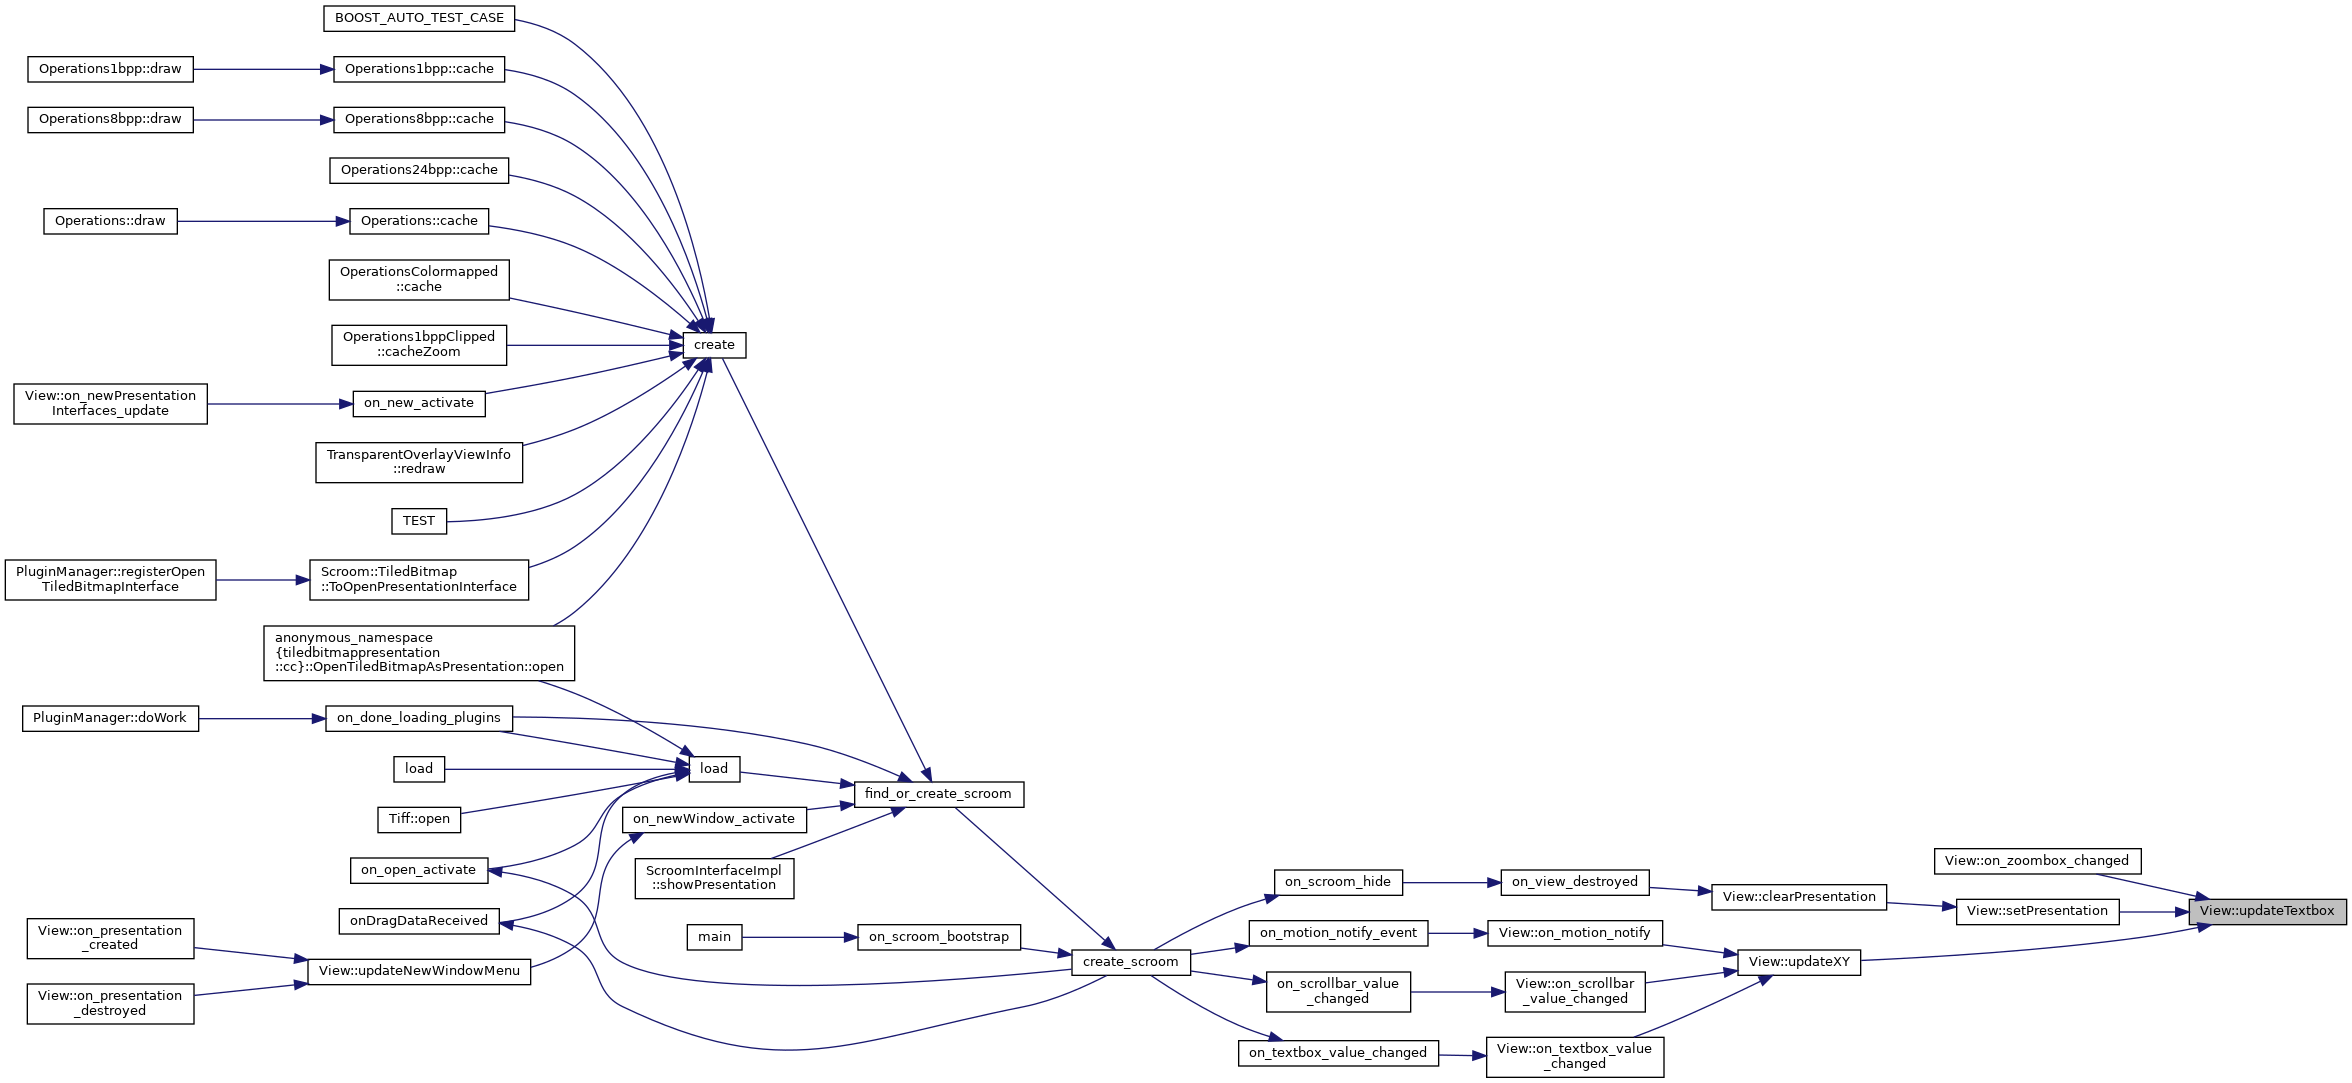 BOOST_AUTO_TEST_CASE
Operations1bpp::draw
Operations1bpp::cache
Operations8bpp::draw
Operations8bpp::cache
Operations24bpp::cache
Operations::draw
Operations::cache
OperationsColormapped
::cache
Operations1bppClipped
::cacheZoom
create
View::on_newPresentation
Interfaces_update
on_new_activate
TransparentOverlayViewInfo
::redraw
TEST
PluginManager::registerOpen
TiledBitmapInterface
Scroom::TiledBitmap
::ToOpenPresentationInterface
anonymous_namespace
{tiledbitmappresentation
::cc}::OpenTiledBitmapAsPresentation::open
PluginManager::doWork
on_done_loading_plugins
load
load
find_or_create_scroom
Tiff::open
on_newWindow_activate
on_open_activate
ScroomInterfaceImpl
::showPresentation
onDragDataReceived
View::on_presentation
_created
View::updateNewWindowMenu
View::on_presentation
_destroyed
main
on_scroom_bootstrap
create_scroom
on_scroom_hide
on_view_destroyed
View::clearPresentation
View::setPresentation
View::on_zoombox_changed
View::updateTextbox
on_motion_notify_event
View::on_motion_notify
View::updateXY
on_scrollbar_value
_changed
View::on_scrollbar
_value_changed
on_textbox_value_changed
View::on_textbox_value
_changed